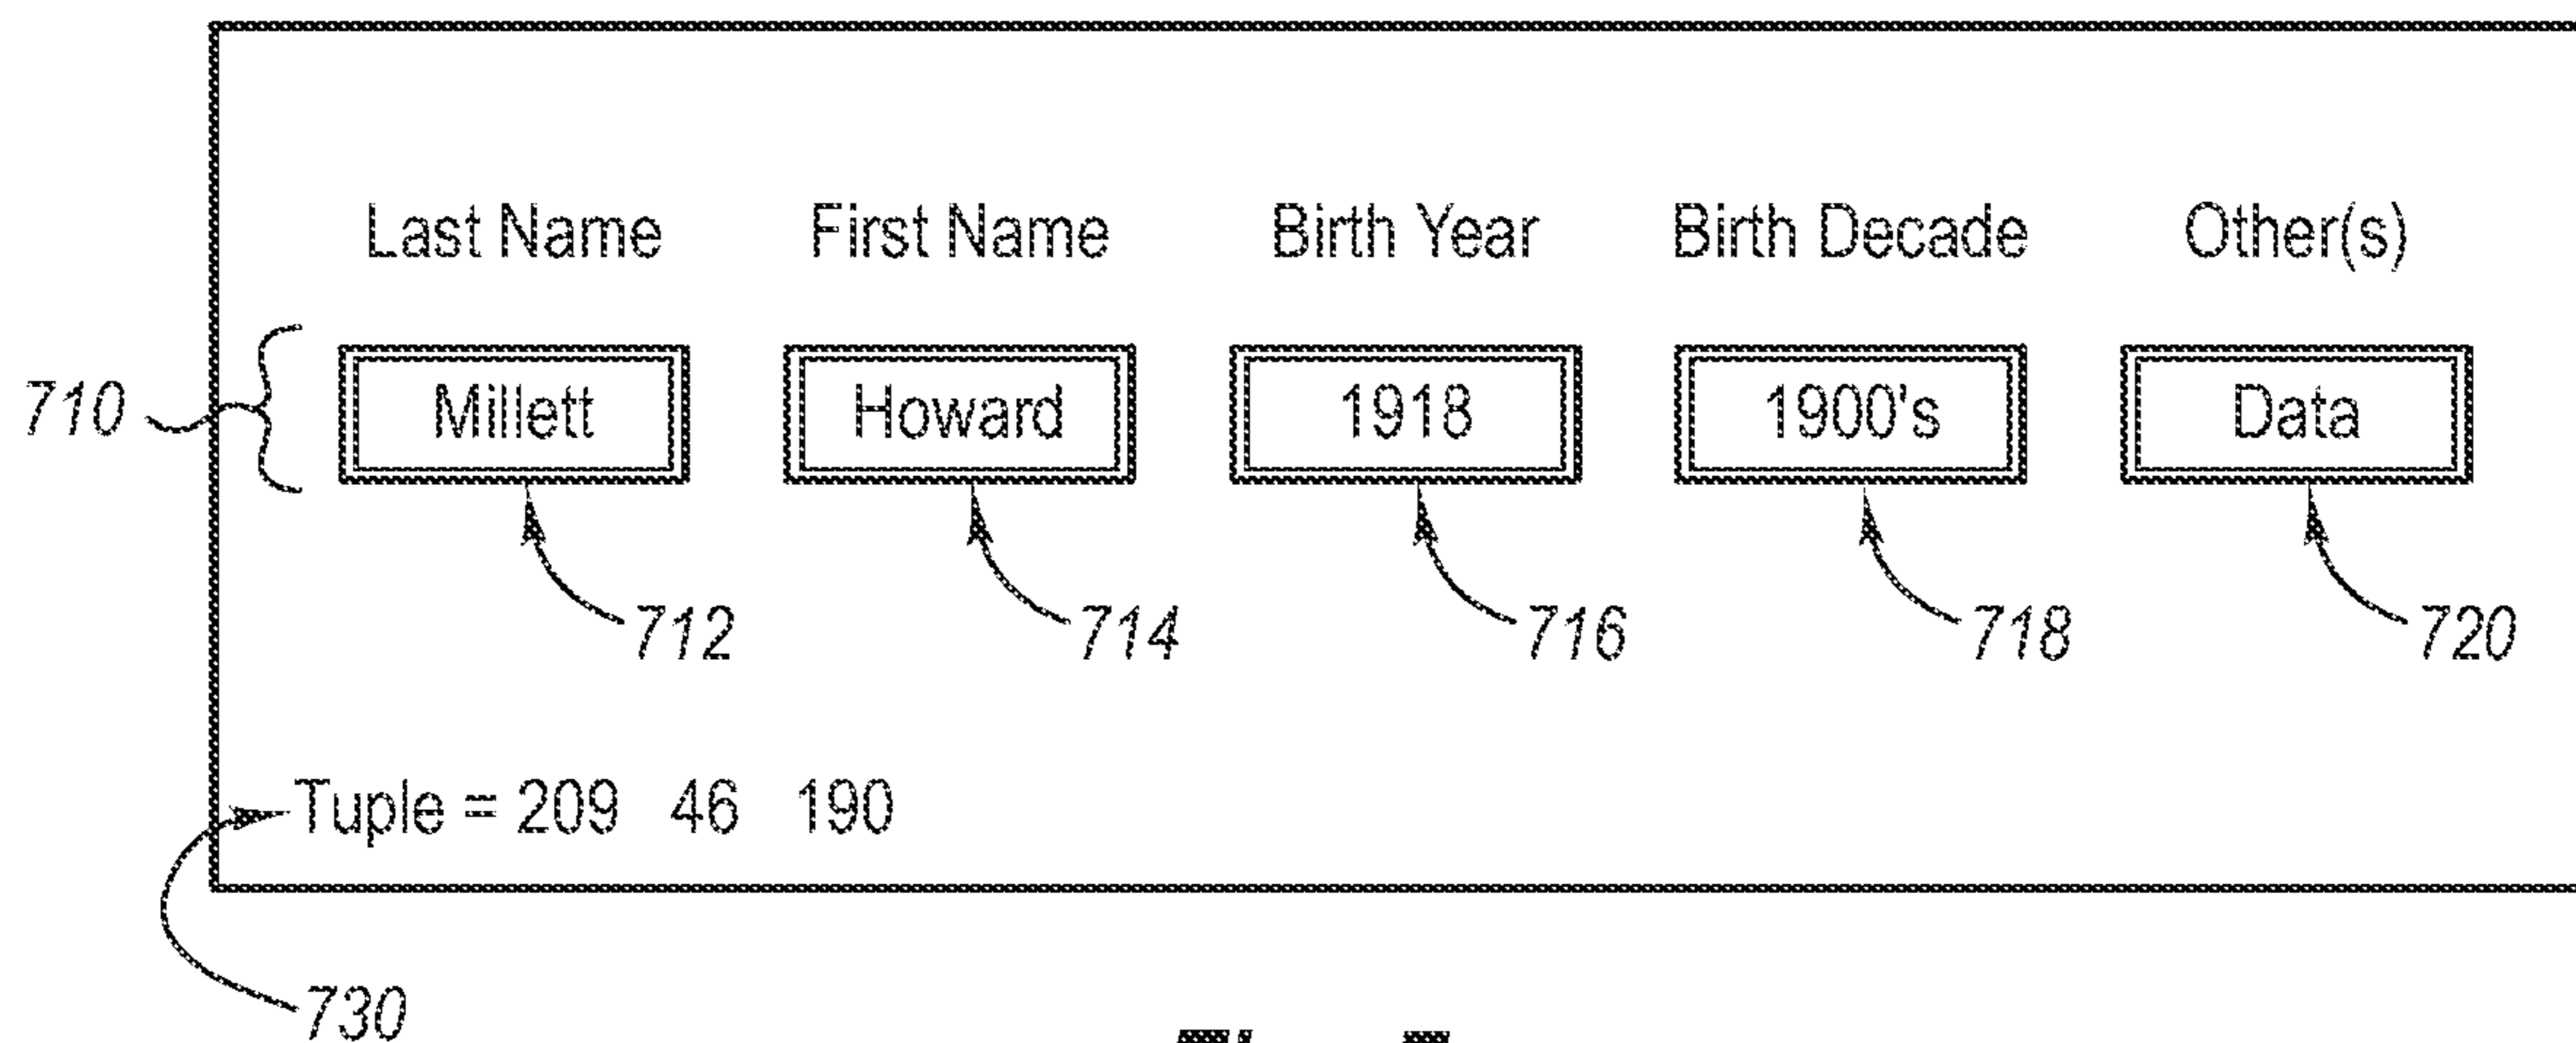 Last Name First Name Birth Year Birth Decade Other(s)
710 Millett Howard 1918 1900's Data
712 714 716 718 720
Tuple = 209 46 190
730